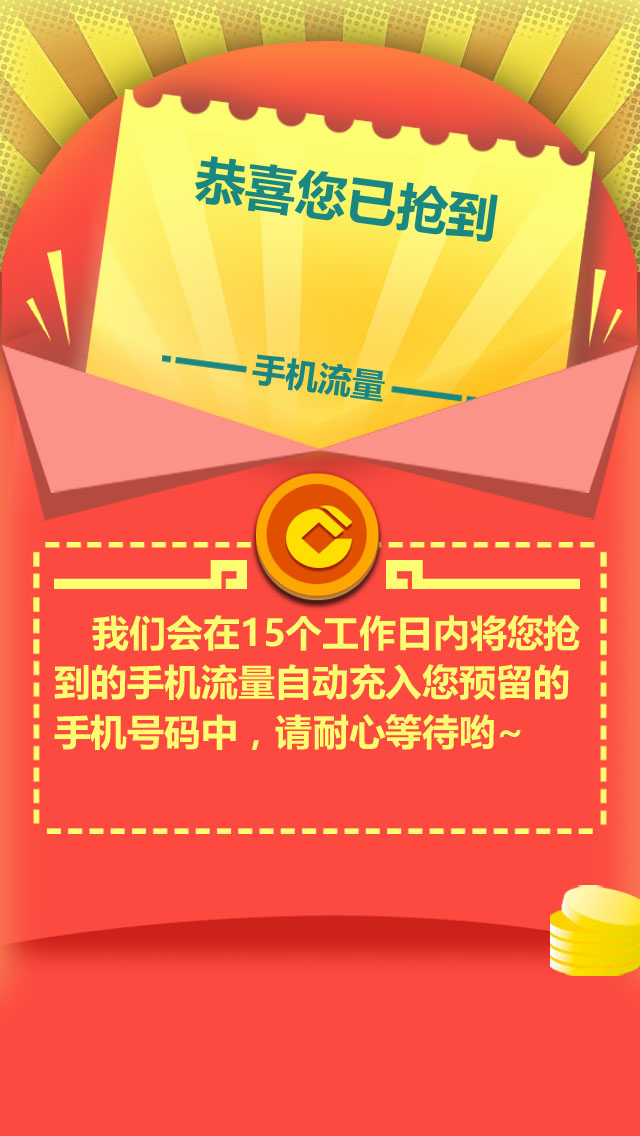 恭喜您已抢到
手机流量
我们会在15个工作日内将您抢
到的手机流量自动充入您预留的
手机号码中，请耐心等待哟~